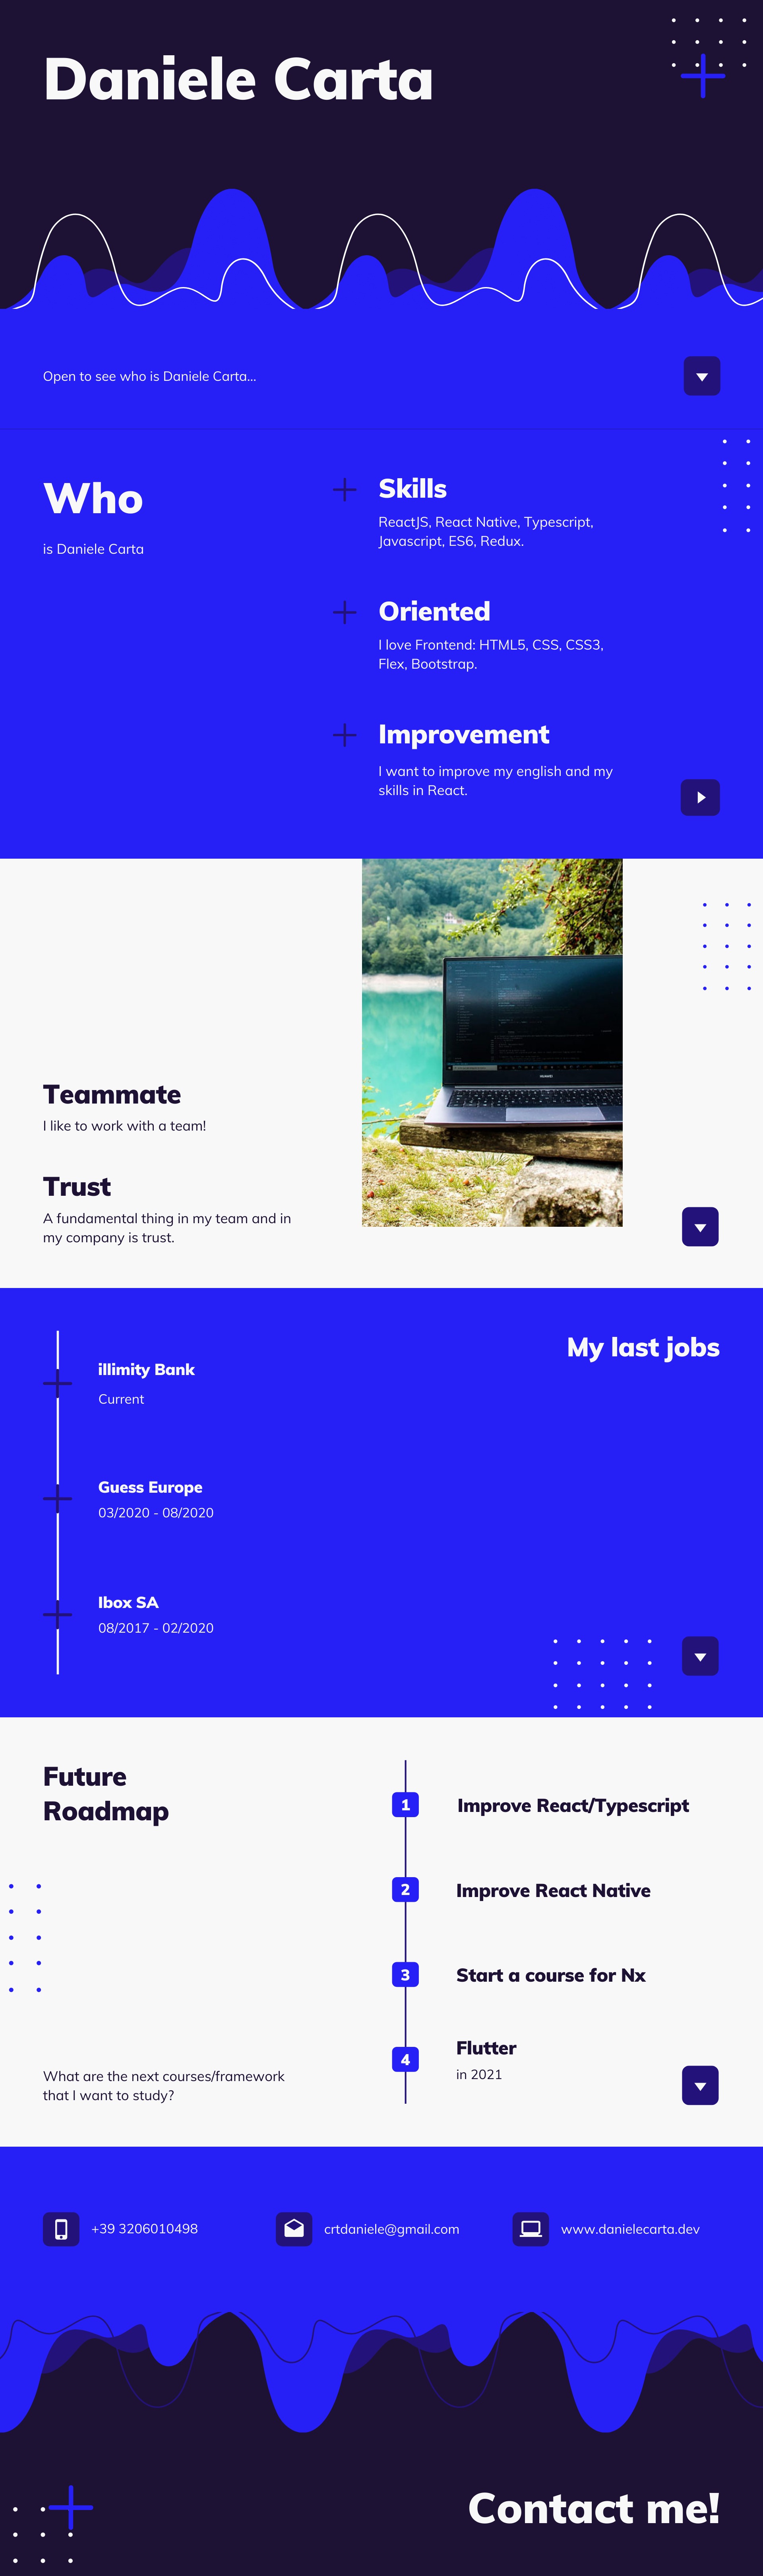 Daniele Carta
Open to see who is Daniele Carta...
Who
is Daniele Carta
Skills
ReactJS, React Native, Typescript,
Javascript, ES6, Redux.
Oriented
I love Frontend: HTML5, CSS, CSS3,
Flex, Bootstrap.
Improvement
I want to improve my english and my
skills in React.
Teammate
I like to work with a team!
Trust
A fundamental thing in my team and in
my company is trust.
HUAWEI
My last jobs
illimity Bank
Current
Guess Europe
03/2020 - 08/2020
Ibox SA
08/2017 - 02/2020
Future
Roadmap
What are the next courses/framework
that I want to study?
1 Improve React/Typescript
2 Improve React Native
3 Start a course for Nx
4 Flutter
in 2021
+39 3206010498
crtdaniele@gmail.com
www.danielecarta.dev
Contact me!